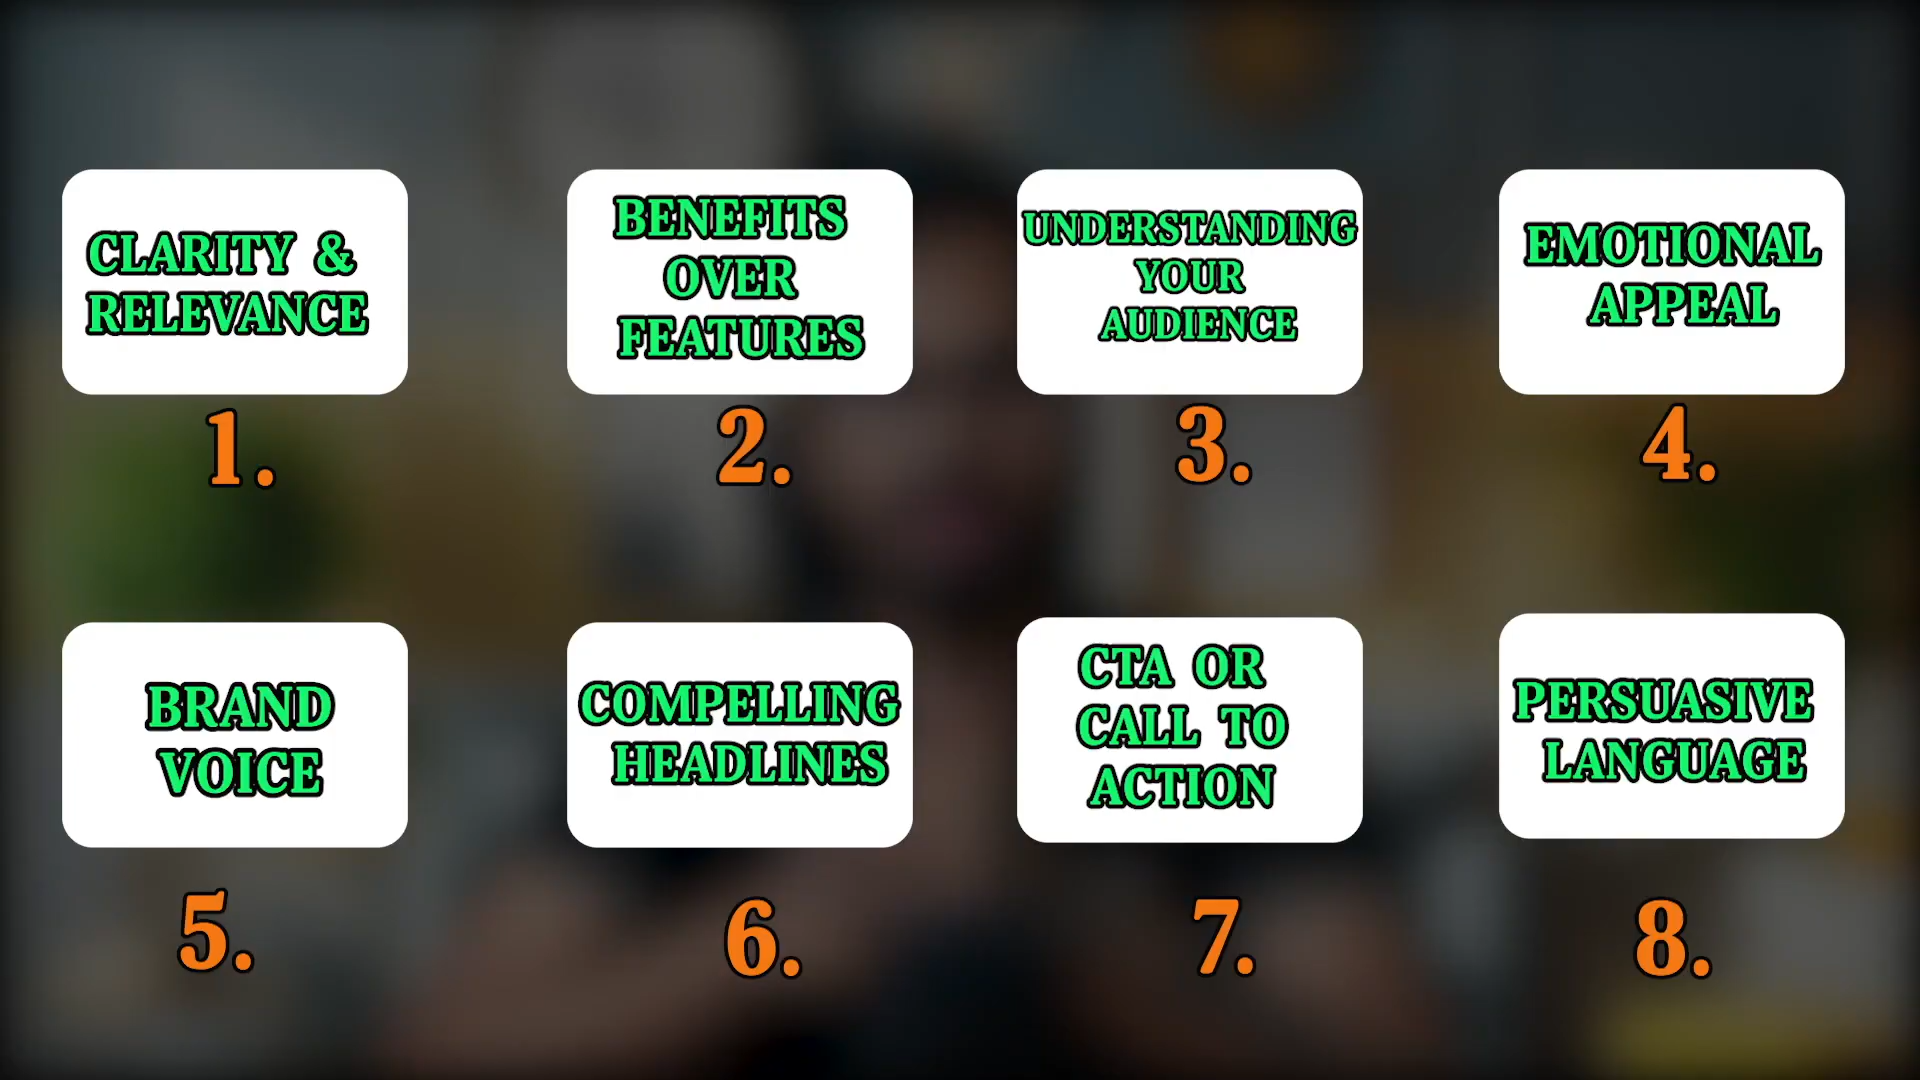 CLARITY & 
RELEVANCE
1.
BENEFITS
OVER
FEATURES
2.
UNDERSTANDING
YOUR
AUDIENCE
3.
EMOTIONAL
APPEAL
4.
BRAND
VOICE
5.
COMPELLING
HEADLINES
6.
CTA OR
CALL TO
ACTION
7.
PERSUASIVE
LANGUAGE
8.